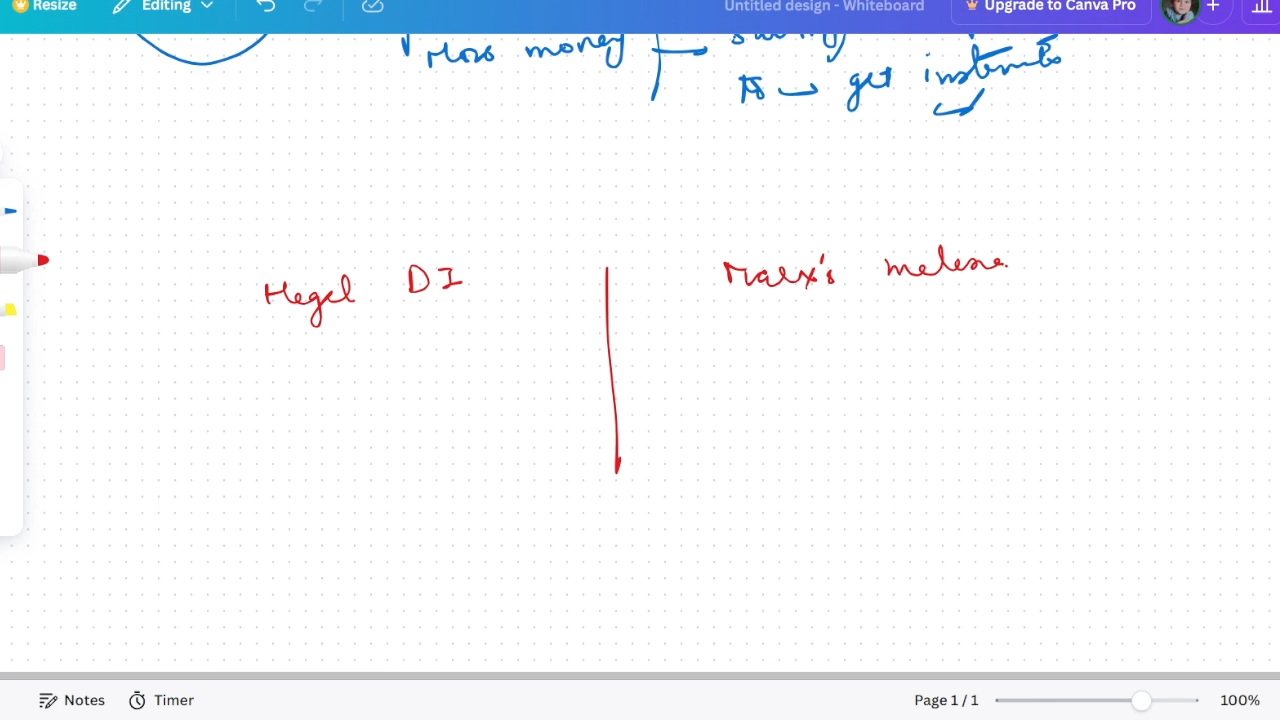 Resize
Editing
Untitled design - Whiteboard
Upgrade to Canva Pro
More money
get
Hegel DI
Marx's
Notes
Timer
Page 1 / 1
100%